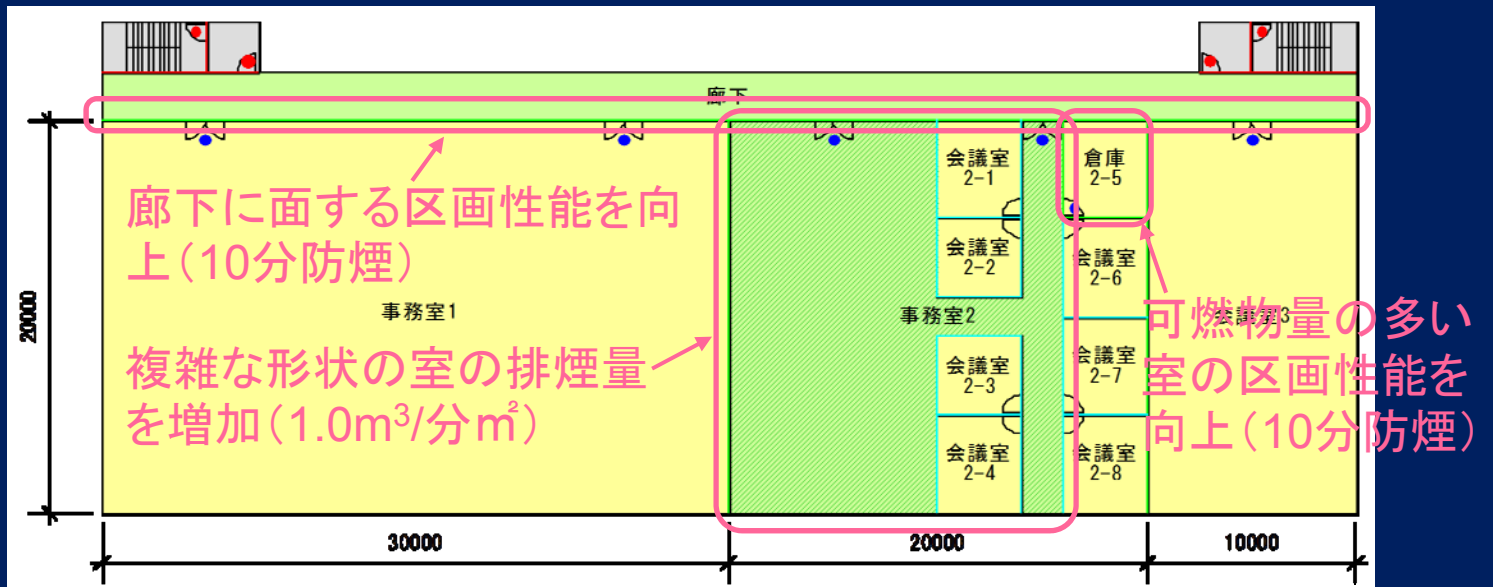 廊下
廊下に面する区画性能を向
上（10分防煙）
事務室1
複雑な形状の室の排煙量
を増加（1.0m³/分㎡）
事務室2
会議室
2-1
会議室
2-2
会議室
2-3
会議室
2-4
倉庫
2-5
会議室
2-6
会議室
2-7
会議室
2-8
会議室3
可燃物量の多い
室の区画性能を
向上（10分防煙）
20000
30000
20000
10000